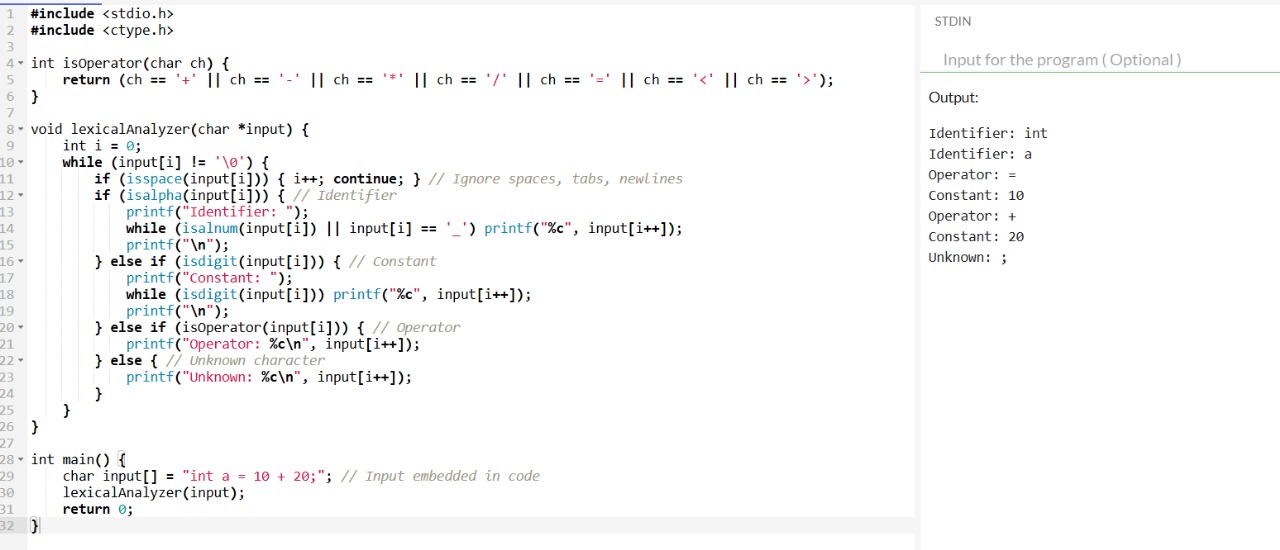 1 #include <stdio.h>
2 #include <ctype.h>
3
4 int isOperator(char ch) {
5     return (ch == '+' || ch == '-' || ch == '*' || ch == '/' || ch == '=' || ch == '<' || ch == '>');
6 }
7
8 void lexicalAnalyzer(char *input) {
9     int i = 0;
10     while (input[i] != '\0') {
11         if (isspace(input[i])) { i++; continue; } // Ignore spaces, tabs, newlines
12         if (isalpha(input[i])) { // Identifier
13             printf("Identifier: ");
14             while (isalnum(input[i]) || input[i] == '_') printf("%c", input[i++]);
15             printf("\n");
16         } else if (isdigit(input[i])) { // Constant
17             printf("Constant: ");
18             while (isdigit(input[i])) printf("%c", input[i++]);
19             printf("\n");
20         } else if (isOperator(input[i])) { // Operator
21             printf("Operator: %c\n", input[i++]);
22         } else { // Unknown character
23             printf("Unknown: %c\n", input[i++]);
24         }
25     }
26 }
27
28 int main() {
29     char input[] = "int a = 10 + 20;"; // Input embedded in code
30     lexicalAnalyzer(input);
31     return 0;
32 }
STDIN
Input for the program ( Optional )
Output:
Identifier: int
Identifier: a
Operator: =
Constant: 10
Operator: +
Constant: 20
Unknown: ;